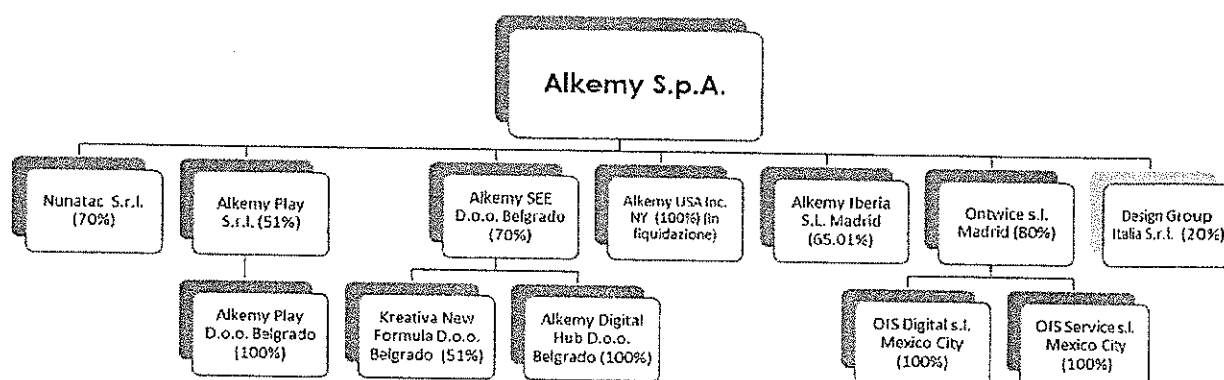 Alkemy S.p.A.
Nunatac S.r.l.
(70%)
Alkemy Play
S.r.l. (51%)
Alkemy SEE
D.o.o. Belgrado
(70%)
Alkemy USA Inc.
NY (100%) (in
liquidazione)
Alkemy Iberia
S.L. Madrid
(65.01%)
Ontwice s.l.
Madrid (80%)
Design Group
Italia S.r.l. (20%)
Alkemy Play
D.o.o. Belgrado
(100%)
Kreativa New
Formula D.o.o.
Belgrado (51%)
Alkemy Digital
Hub D.o.o.
Belgrado (100%)
OIS Digital s.l.
Mexico City
(100%)
OIS Service s.l.
Mexico City
(100%)